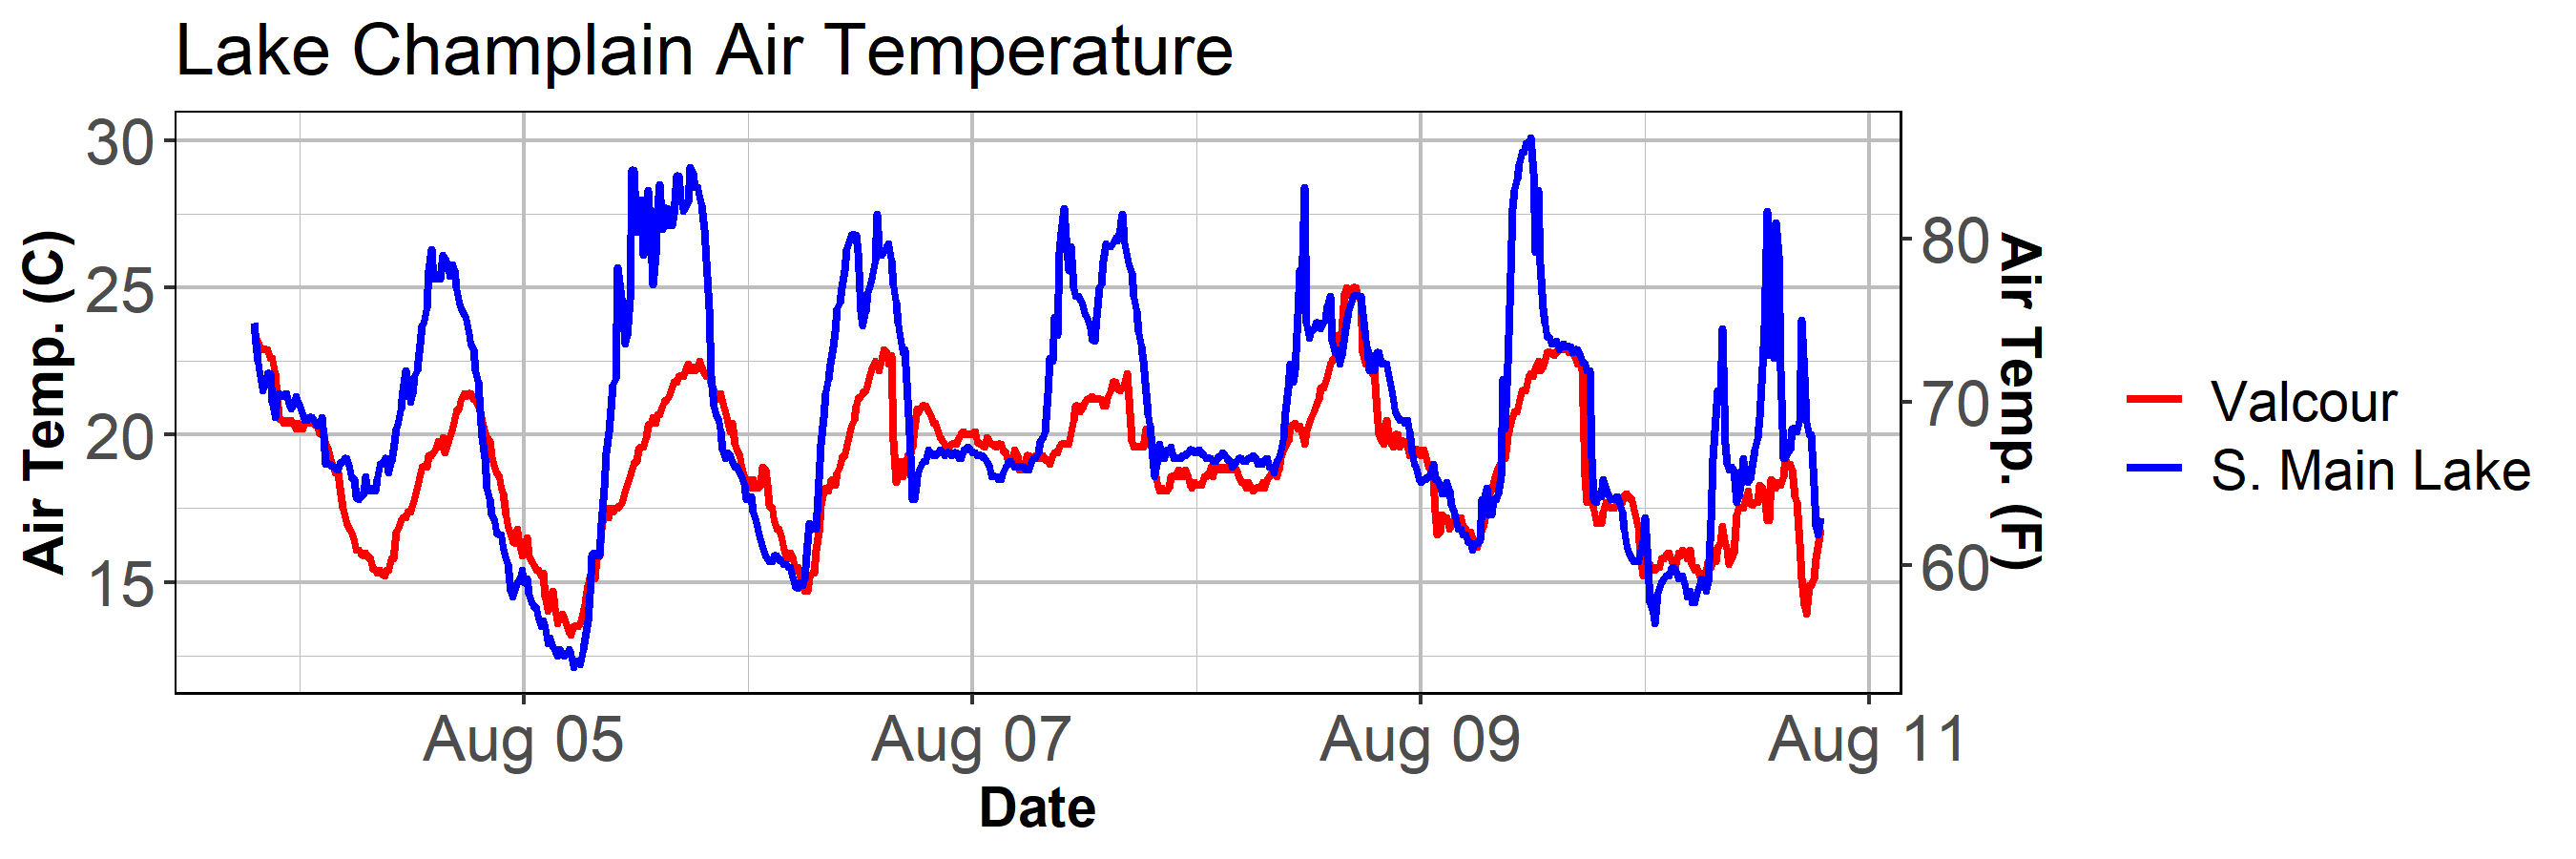 Lake Champlain Air Temperature
Air Temp. (C)
30
25
20
15
Aug 05
Aug 07
Aug 09
Aug 11
Date
80
70
60
Air Temp. (F)
Valcour
S. Main Lake